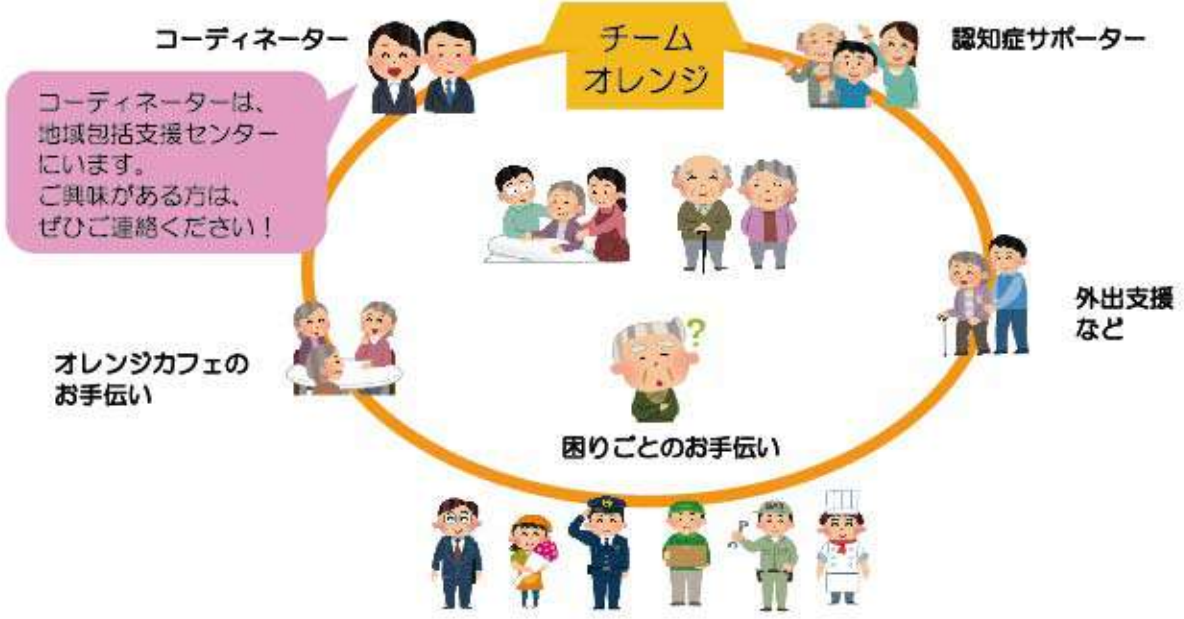 チーム
オレンジ
コーディネーター
認知症サポーター
コーディネーターは、
地域包括支援センター
にいます。
ご興味がある方は、
ぜひご連絡ください！
外出支援
など
オレンジカフェの
お手伝い
?
困りごとのお手伝い